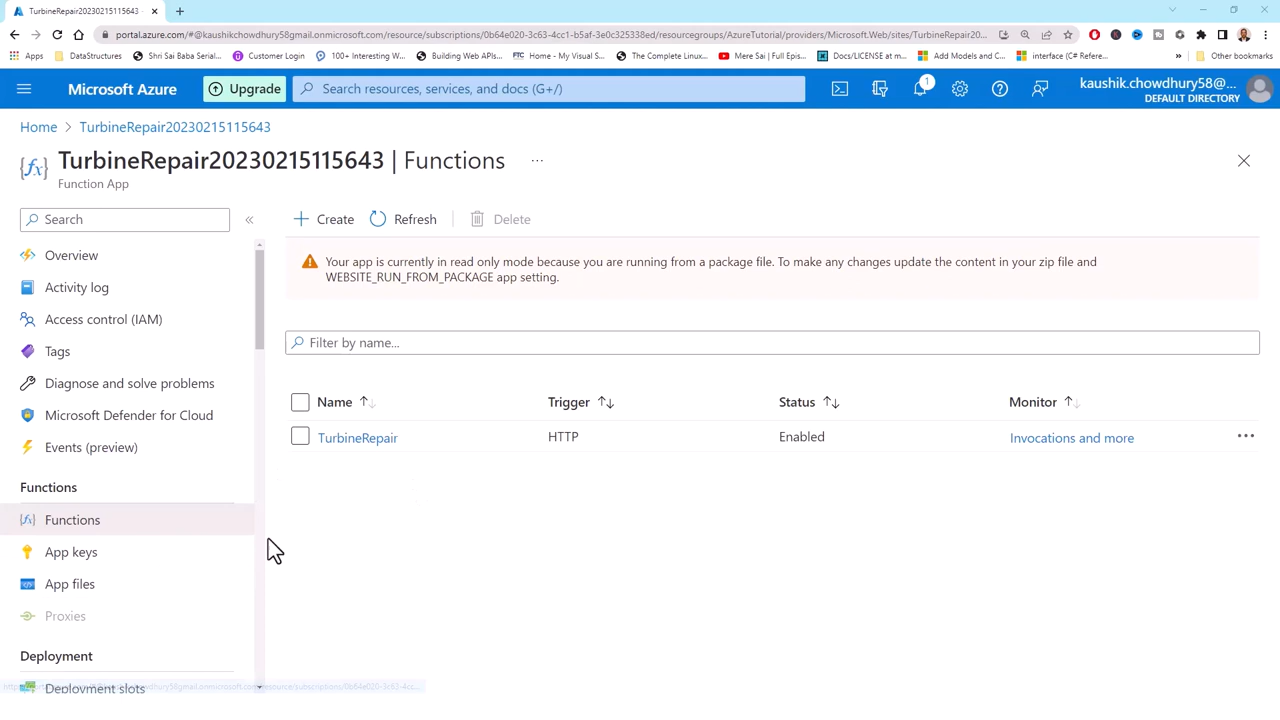 TurbineRepair20230215115643 -
portal.azure.com/#@kaushikchowdhury58gmail.onmicrosoft.com/resource/subscriptions/0b64e020-3c63-4cc1-b5af-3e0c325338ed/resourcegroups/AzureTutorial/providers/Microsoft.Web/sites/TurbineRepair20...
Apps DataStructures Shri Sai Baba Serial... Customer Login 100+ Interesting W... Building Web APIs... FTC Home - My Visual S... The Complete Linux... Mere Sai | Full Epis... Docs/LICENSE at m... Add Models and C... interface (C# Refere... » Other bookmarks
Microsoft Azure Upgrade Search resources, services, and docs (G+/) 1 kaushik.chowdhury58@...
DEFAULT DIRECTORY
Home > TurbineRepair20230215115643
TurbineRepair20230215115643 | Functions ...
Function App
Search «
Create Refresh Delete
Your app is currently in read only mode because you are running from a package file. To make any changes update the content in your zip file and
WEBSITE_RUN_FROM_PACKAGE app setting.
Overview
Activity log
Access control (IAM)
Tags
Diagnose and solve problems
Microsoft Defender for Cloud
Events (preview)
Functions
Functions
App keys
App files
Proxies
Deployment
Deployment slots
Filter by name...
Name Trigger Status Monitor
TurbineRepair HTTP Enabled Invocations and more ...